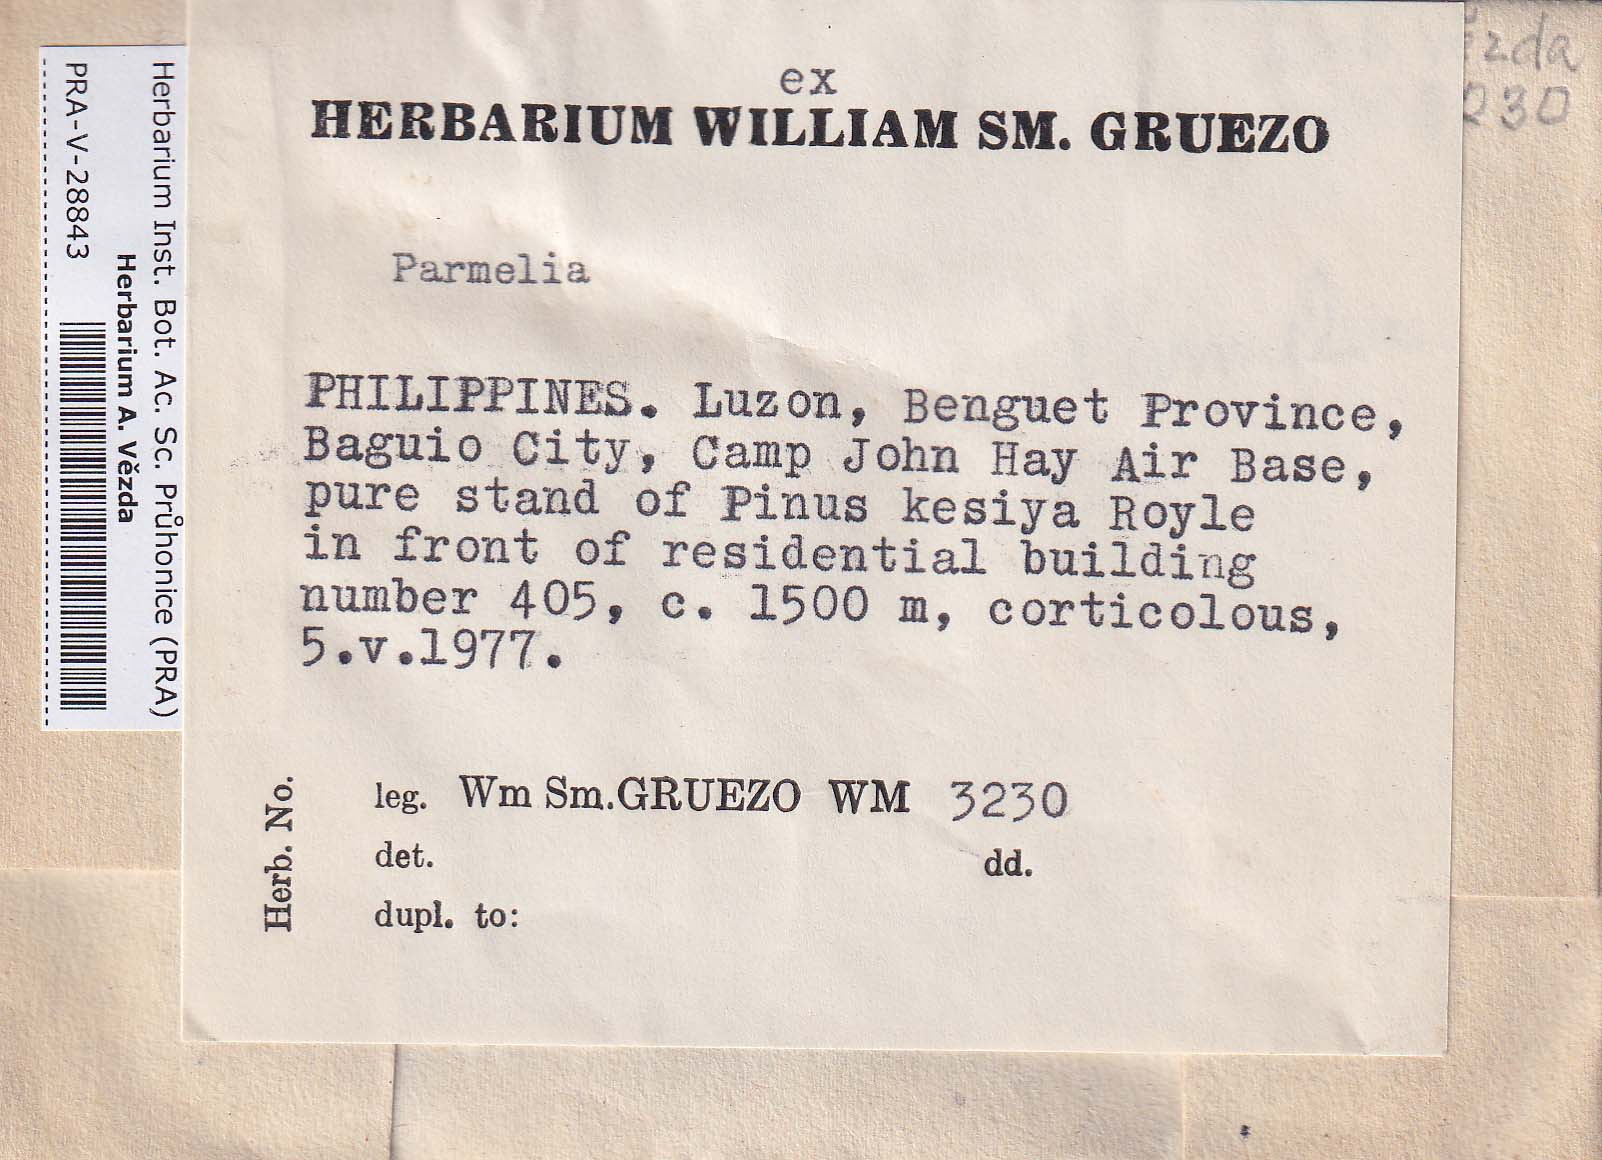 ex
HERBARIUM WILLIAM SM. GRUEZO
Parmelia
PHILIPPINES. Luzon, Benguet Province,
Baguio City, Camp John Hay Air Base,
pure stand of Pinus kesiya Royle
in front of residential building
number 405, c. 1500 m, corticolous,
5.v.1977.
Herb. No.
leg. Wm Sm.GRUEZO WM 3230
det. dd.
dupl. to:
Herbarium Inst. Bot. Ac. Sc. Průhonice (PRA)
Herbarium A. Vězda
PRA-V-28843